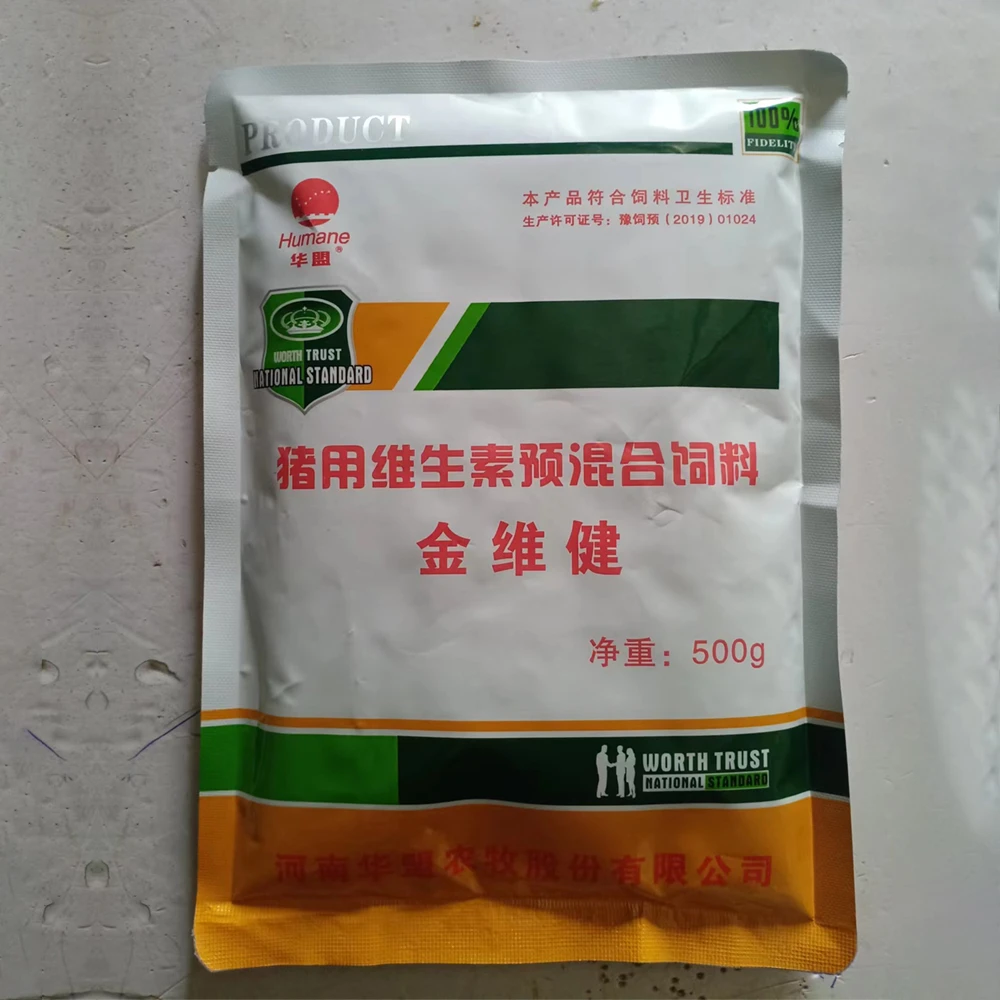 PRODUCT
100%
FIDELITY
本产品符合饲料卫生标准
生产许可证号：豫饲预（2019）01024
Humane
华盟®
WORTH TRUST
NATIONAL STANDARD
猪用维生素预混合饲料
金维健
净重：500g
WORTH TRUST
NATIONAL STANDARD
河南华盟农牧股份有限公司